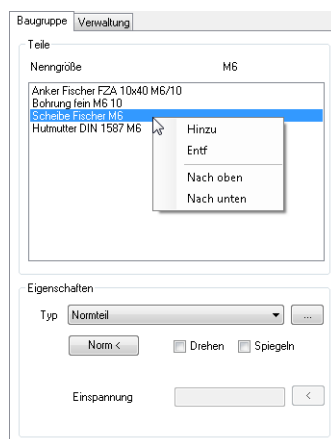 Baugruppe Verwaltung
Teile
Nenngröße M6
Anker Fischer FZA 10x40 M6/10
Bohrung fein M6 10
Scheibe Fischer M6
Hutmutter DIN 1587 M6
Hinzu
Entf
Nach oben
Nach unten
Eigenschaften
Typ Normteil ...
Norm < Drehen Spiegeln
Einspannung <